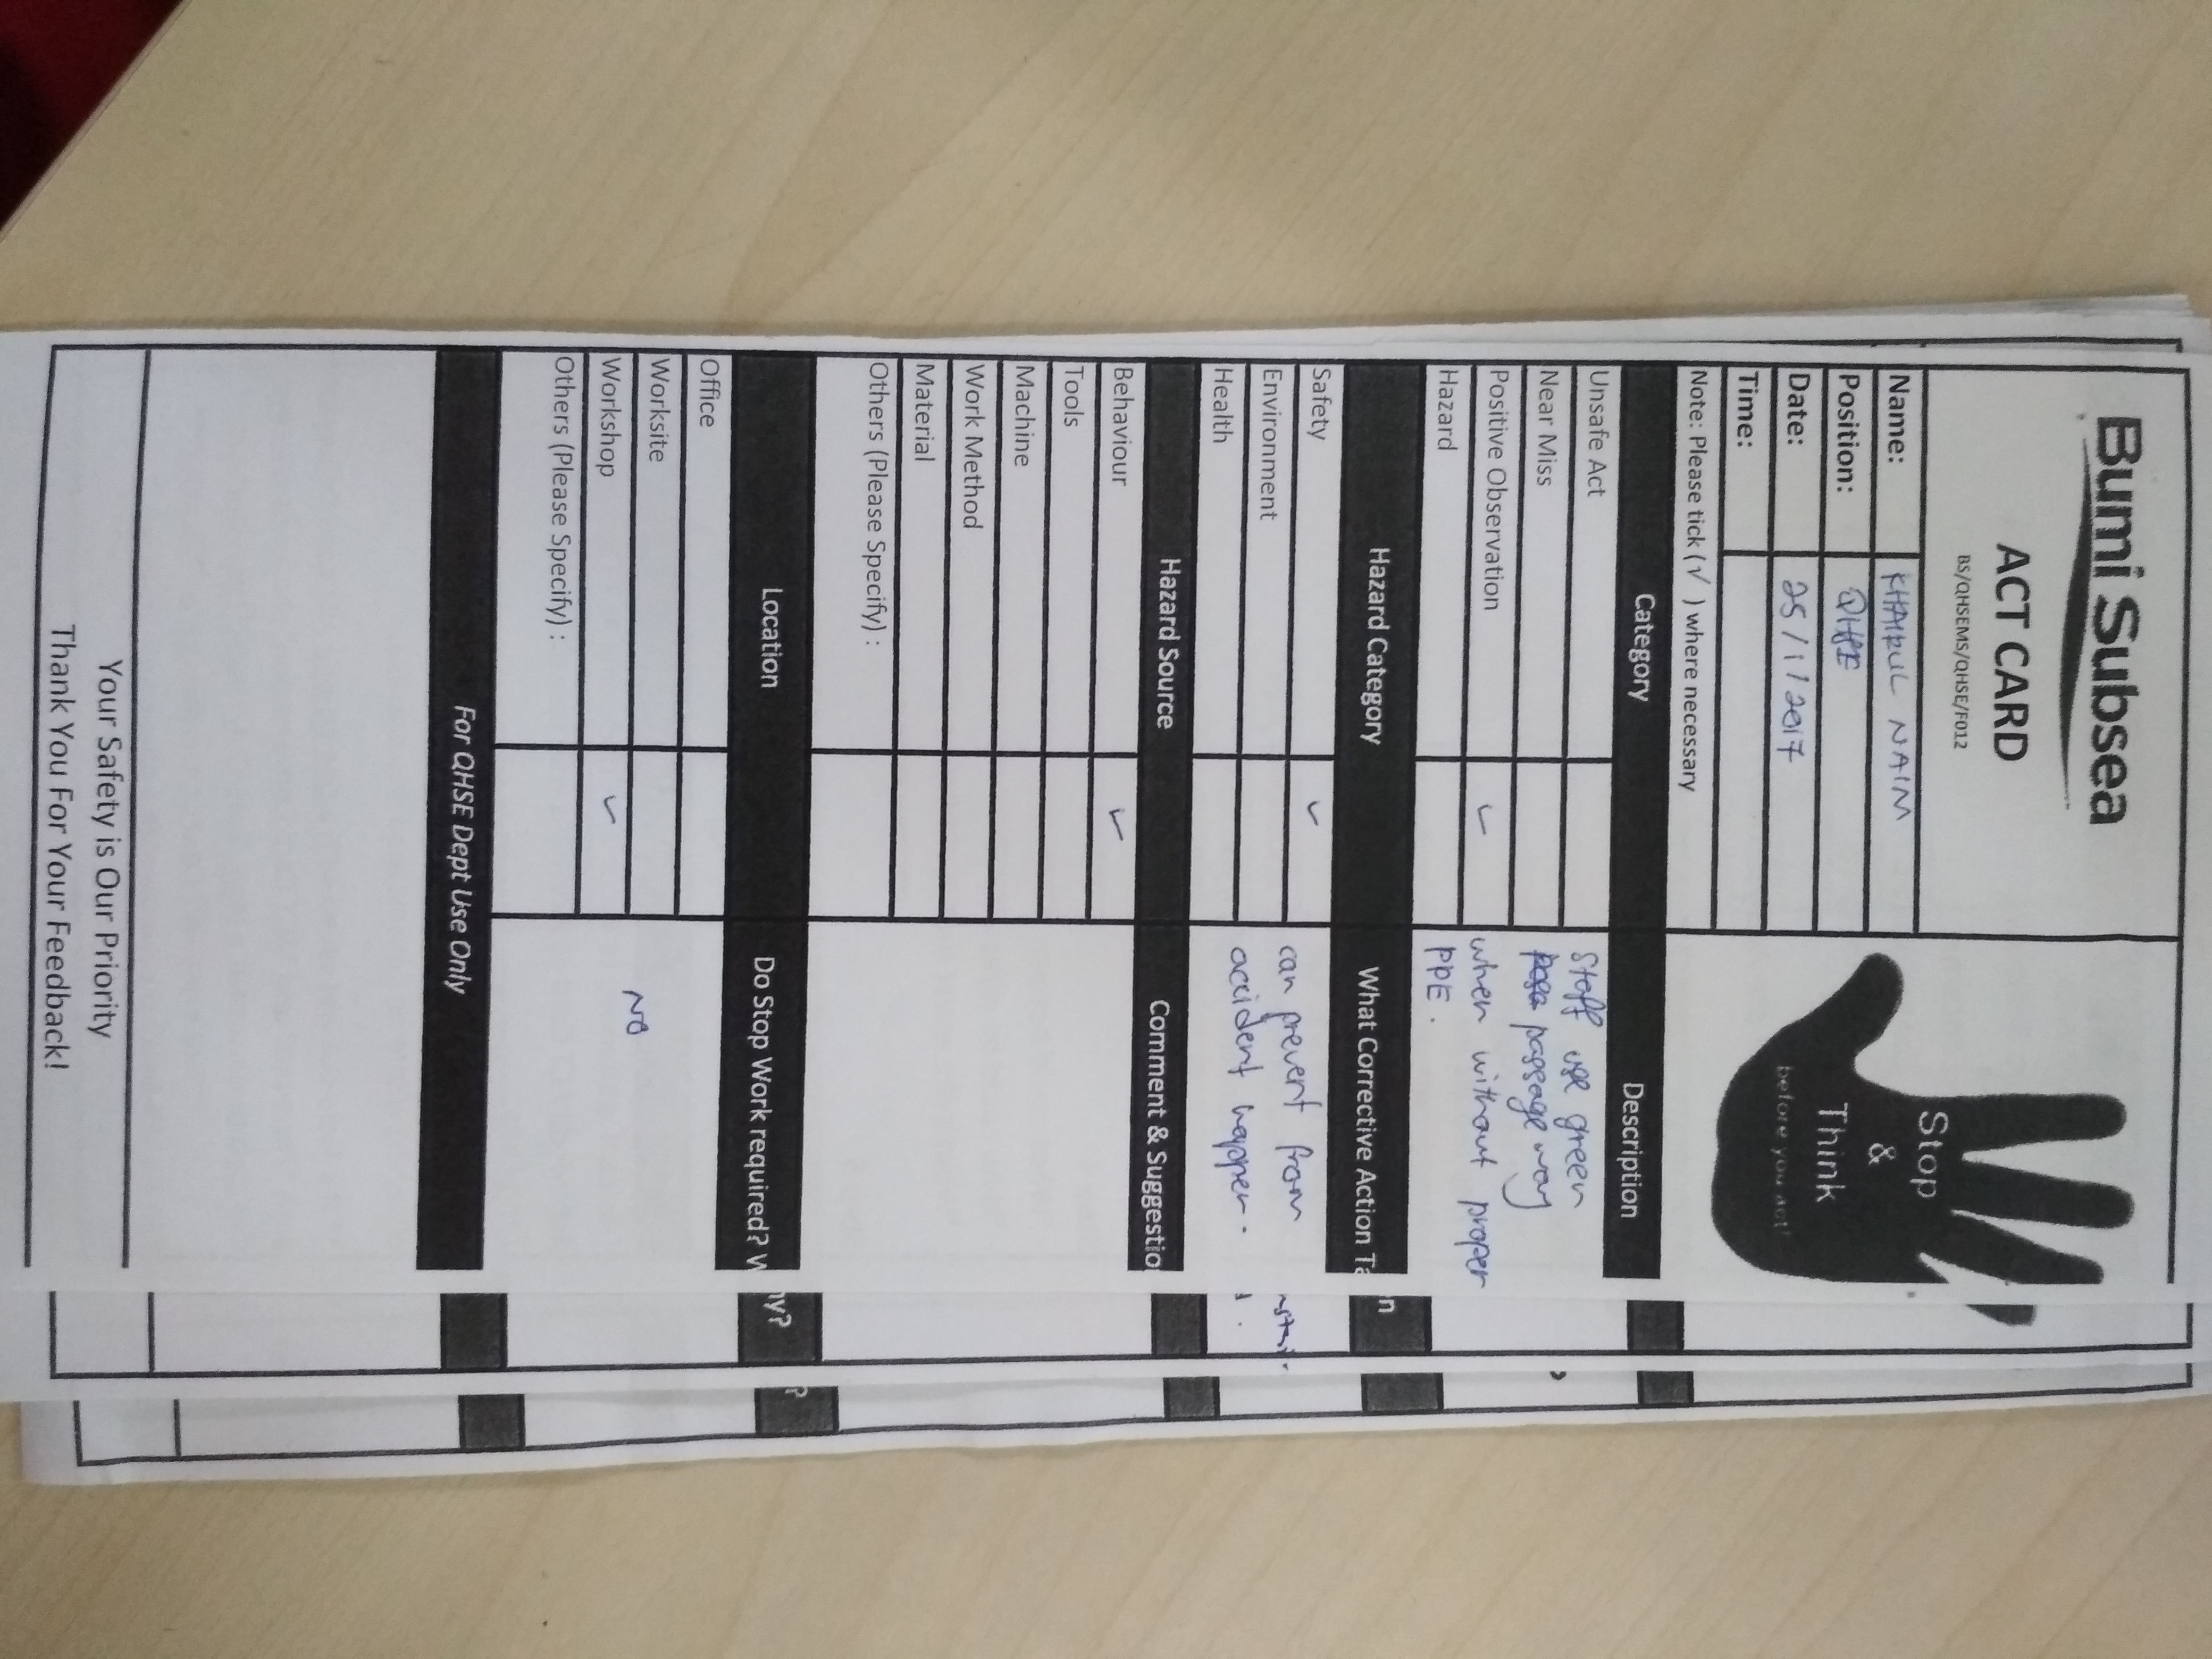 Bumi Subsea
ACT CARD
BS/QHSEMS/QHSE/F012
Stop
&
Think
before you act!
Name: KHAIRUL NAIM
Position: QHSE
Date: 25/1/2017
Time:
Note: Please tick (√ ) where necessary
Category
Description
Unsafe Act
Near Miss
Positive Observation ✓
Hazard
Staff use green
passage way
when without proper
PPE.
Hazard Category
What Corrective Action Ta
n
Safety ✓
Environment
Health
can prevent from
accident happen.
Hazard Source
Comment & Suggestio
Behaviour ✓
Tools
Machine
Work Method
Material
Others (Please Specify) :
Location
Do Stop Work required? W
hy?
?
Office
Worksite
Workshop ✓
Others (Please Specify) :
NO
For QHSE Dept Use Only
Your Safety is Our Priority
Thank You For Your Feedback!